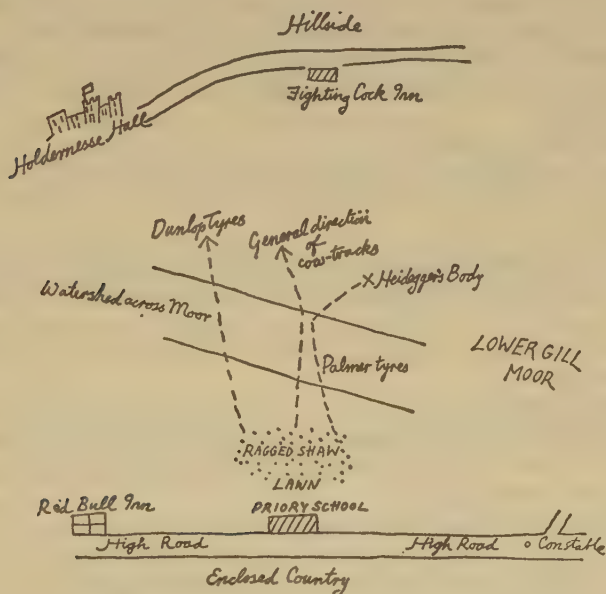 Hillside
Fighting Cock Inn
Holdernesse Hall
Dunlop Tyres
General direction
of
cow-tracks
X Heidegger's Body
Watershed across Moor
LOWER GILL
MOOR
Palmer tyres
RAGGED SHAW
LAWN
PRIORY SCHOOL
Red Bull Inn
High Road
High Road
Constable
Enclosed Country